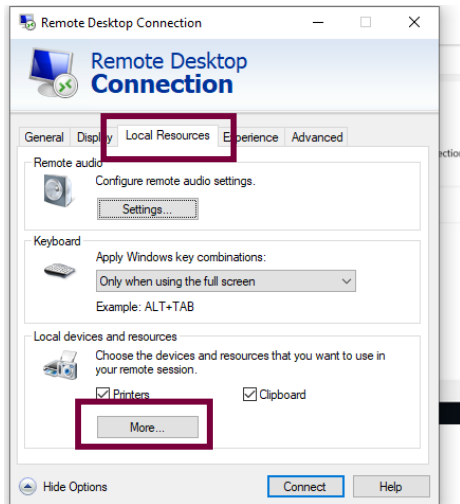 Remote Desktop Connection
Remote Desktop
Connection
General Display Local Resources Experience Advanced
Remote audio
Configure remote audio settings.
Settings...
Keyboard
Apply Windows key combinations:
Only when using the full screen
Example: ALT+TAB
Local devices and resources
Choose the devices and resources that you want to use in
your remote session.
Printers Clipboard
More...
Hide Options Connect Help